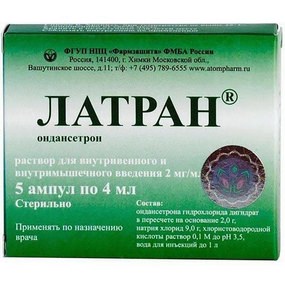 ФГУП НПЦ «Фармзащита» ФМБА России
Россия, 141400, г. Химки Московской обл.,
Вашутинское шоссе, д.11; т/ф: +7 (495) 789-6555 www.atompharm.ru
ЛАТРАН®
ондансетрон
раствор для внутривенного и
внутримышечного введения 2 мг/мл
5 ампул по 4 мл
Стерильно
Применять по назначению
врача
Состав:
ондансетрона гидрохлорида дигидрат
в пересчете на основание 2,0 г,
натрия хлорид 9,0 г, хлористоводородной
кислоты раствор 0,1 М до pH 3,5,
вода для инъекций до 1 л